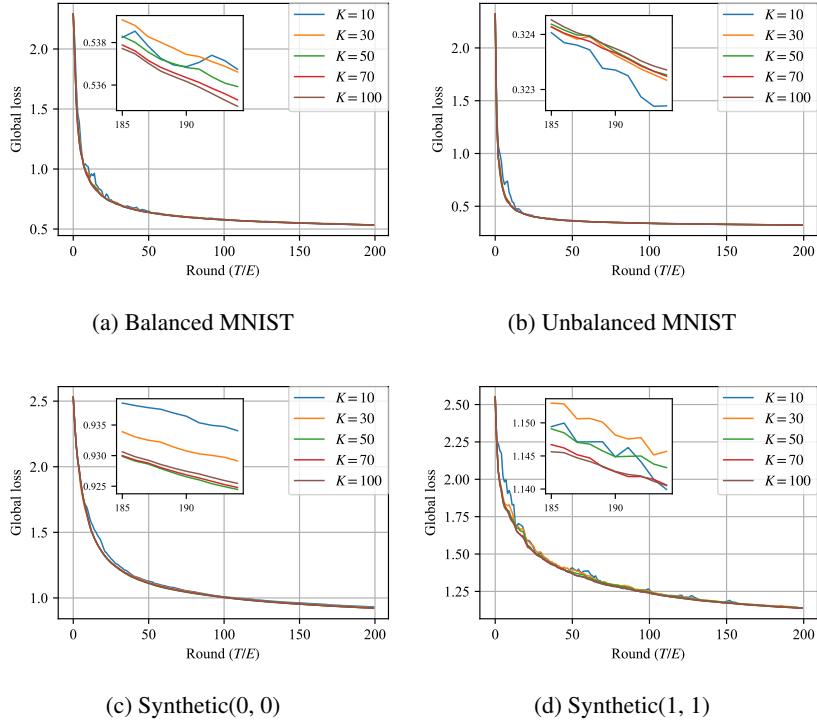 2.0
1.5
1.0
0.5
Global loss
0 50 100 150 200
Round (T/E)
0.538
0.536
185 190
K = 10
K = 30
K = 50
K = 70
K = 100
(a) Balanced MNIST
2.0
1.5
1.0
0.5
Global loss
0 50 100 150 200
Round (T/E)
0.324
0.323
185 190
K = 10
K = 30
K = 50
K = 70
K = 100
(b) Unbalanced MNIST
2.5
2.0
1.5
1.0
Global loss
0 50 100 150 200
Round (T/E)
0.935
0.930
0.925
185 190
K = 10
K = 30
K = 50
K = 70
K = 100
(c) Synthetic(0, 0)
2.50
2.25
2.00
1.75
1.50
1.25
Global loss
0 50 100 150 200
Round (T/E)
1.150
1.145
1.140
185 190
K = 10
K = 30
K = 50
K = 70
K = 100
(d) Synthetic(1, 1)